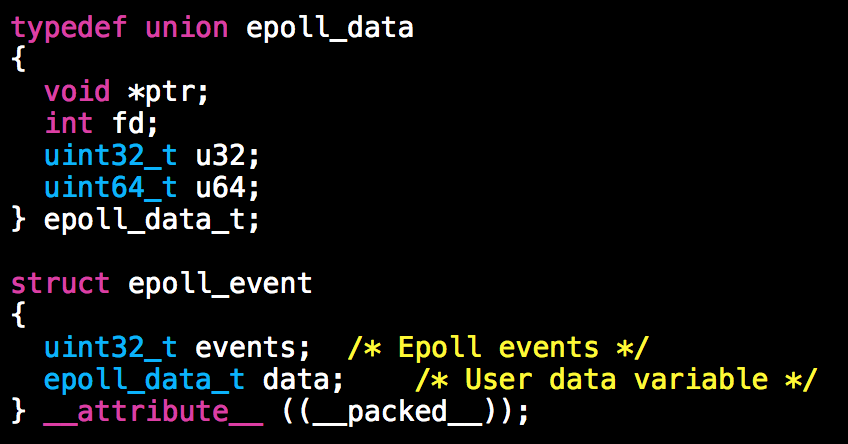 typedef union epoll_data
{
  void *ptr;
  int fd;
  uint32_t u32;
  uint64_t u64;
} epoll_data_t;

struct epoll_event
{
  uint32_t events;  /* Epoll events */
  epoll_data_t data;    /* User data variable */
} __attribute__ ((__packed__));